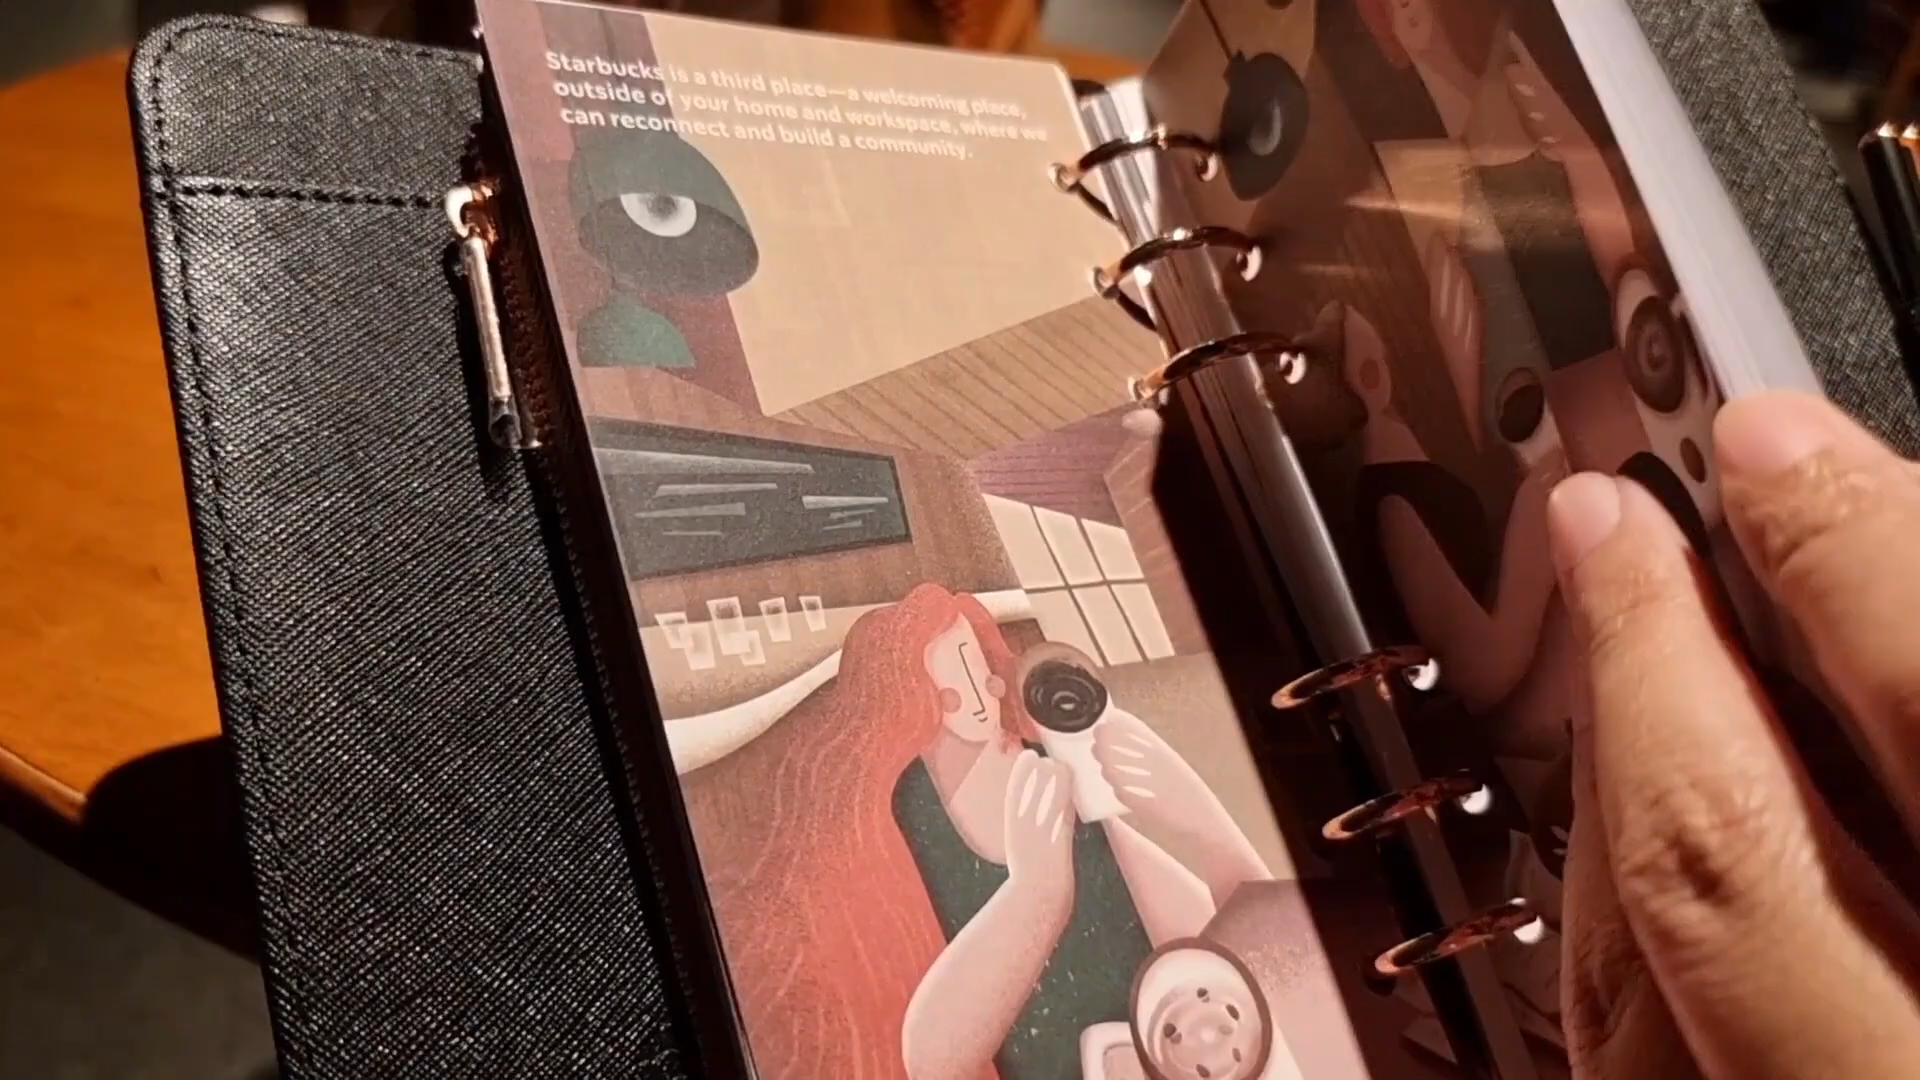 Starbucks is a third place—a welcoming place,
outside of your home and workspace, where we
can reconnect and build a community.